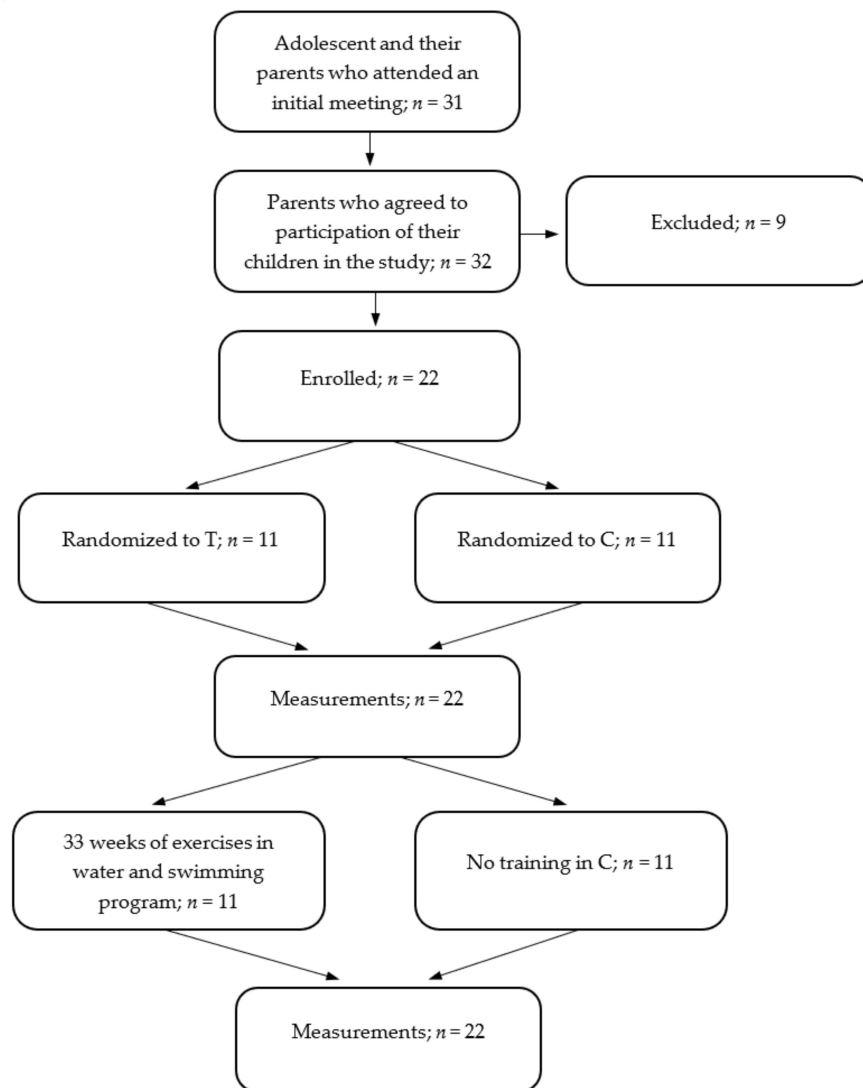 Adolescent and their
parents who attended an
initial meeting; n = 31
Parents who agreed to
participation of their
children in the study; n = 32
Excluded; n = 9
Enrolled; n = 22
Randomized to T; n = 11
Randomized to C; n = 11
Measurements; n = 22
33 weeks of exercises in
water and swimming
program; n = 11
No training in C; n = 11
Measurements; n = 22